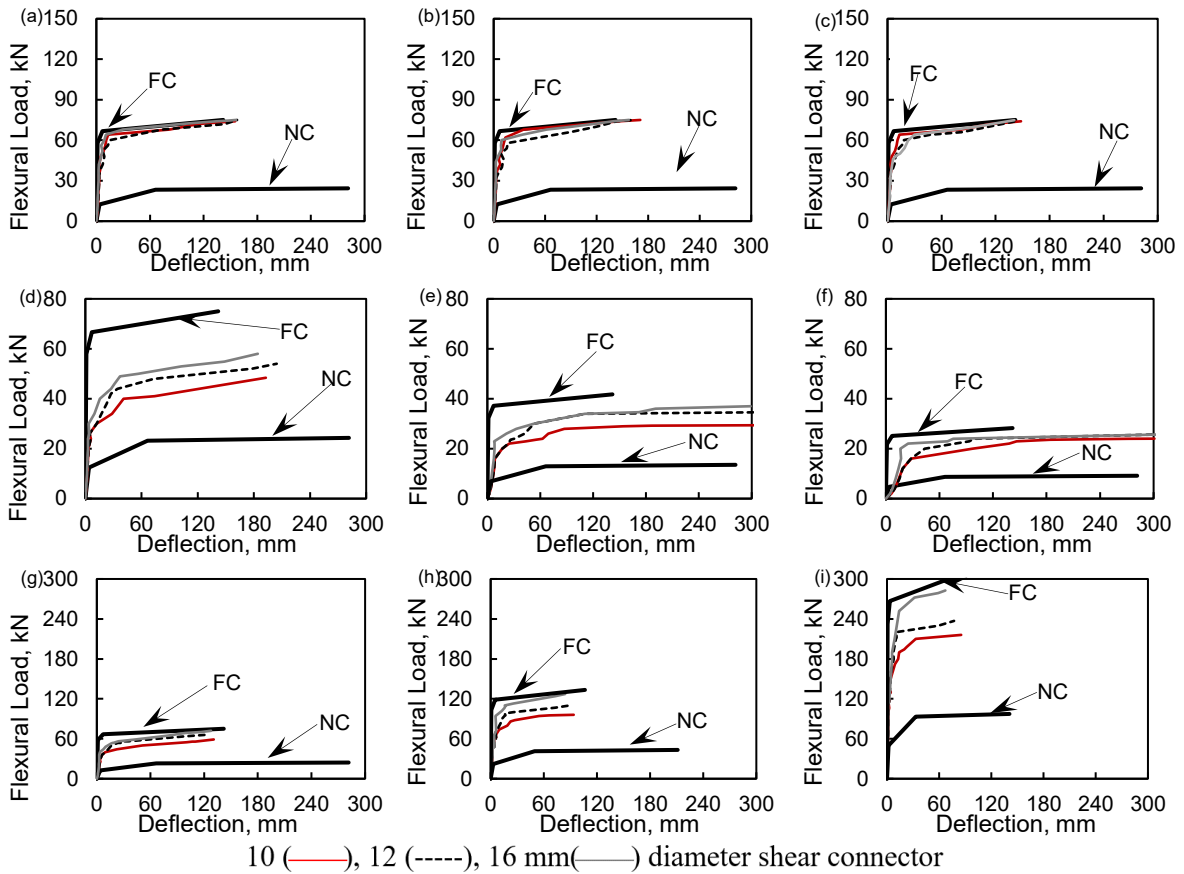 (a) 150 120 90 60 30 0
Flexural Load, kN
FC
NC
0 60 120 180 240 300
Deflection, mm
(b) 150 120 90 60 30 0
Flexural Load, kN
FC
NC
0 60 120 180 240 300
Deflection, mm
(c) 150 120 90 60 30 0
Flexural Load, kN
FC
NC
0 60 120 180 240 300
Deflection, mm
(d) 80 60 40 20 0
Flexural Load, kN
FC
NC
0 60 120 180 240 300
Deflection, mm
(e) 80 60 40 20 0
Flexural Load, kN
FC
NC
0 60 120 180 240 300
Deflection, mm
(f) 80 60 40 20 0
Flexural Load, kN
FC
NC
0 60 120 180 240 300
Deflection, mm
(g) 300 240 180 120 60 0
Flexural Load, kN
FC
NC
0 60 120 180 240 300
Deflection, mm
(h) 300 240 180 120 60 0
Flexural Load, kN
FC
NC
0 60 120 180 240 300
Deflection, mm
(i) 300 240 180 120 60 0
Flexural Load, kN
FC
NC
0 60 120 180 240 300
Deflection, mm
10 ( ), 12 ( ), 16 mm( ) diameter shear connector